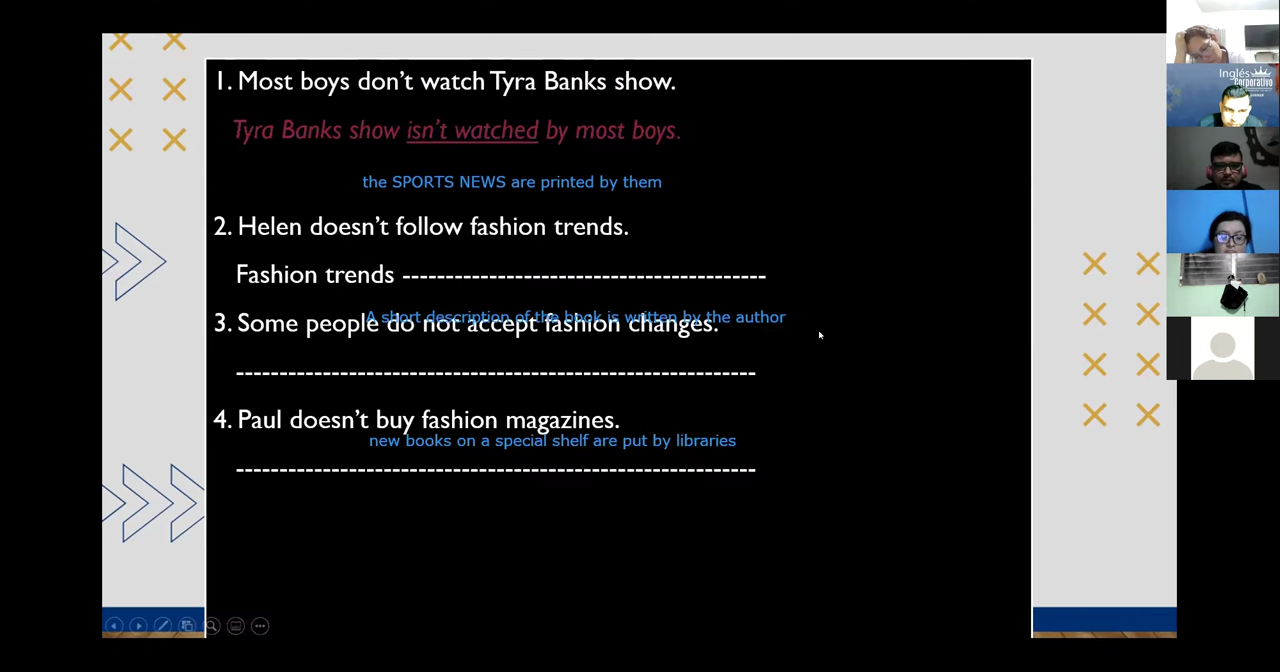 1. Most boys don't watch Tyra Banks show.
Tyra Banks show isn't watched by most boys.
the SPORTS NEWS are printed by them
2. Helen doesn't follow fashion trends.
Fashion trends ------------------------------------------
A short description of the book is written by the author
3. Some people do not accept fashion changes.
------------------------------------------------------------
4. Paul doesn't buy fashion magazines.
new books on a special shelf are put by libraries
------------------------------------------------------------
Inglés
Corporativo